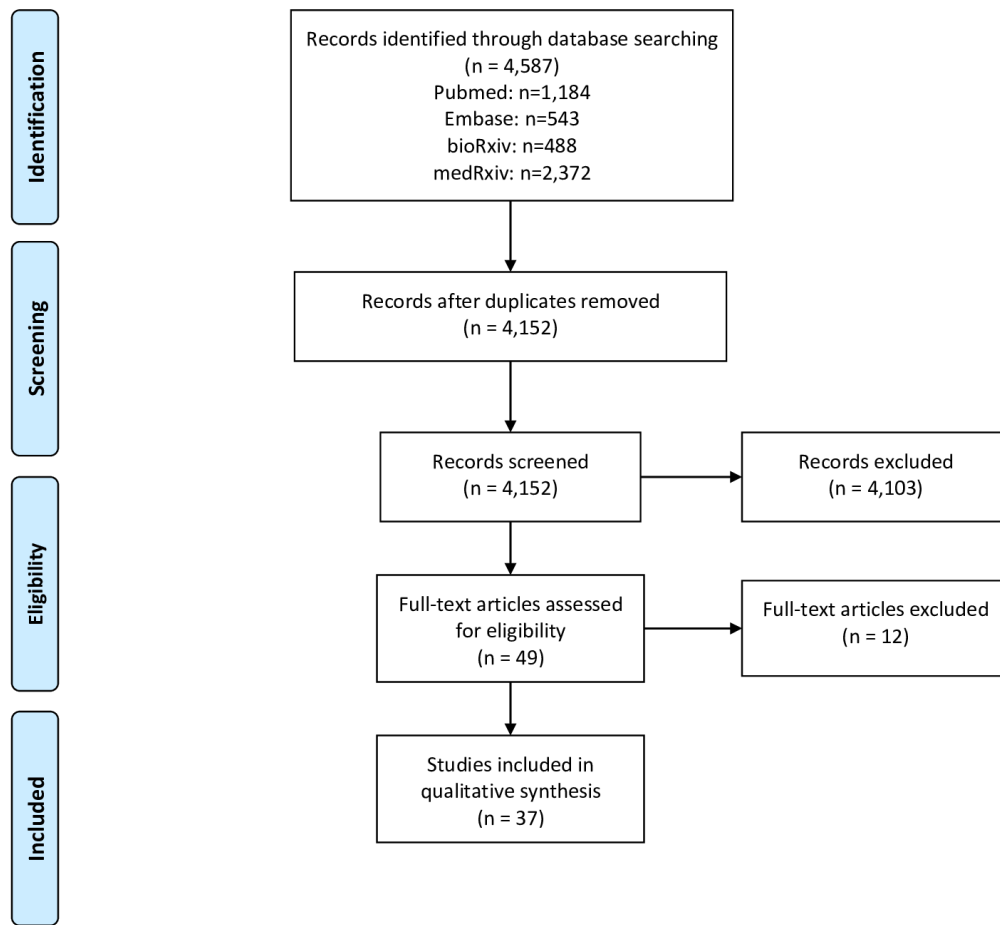 Identification
Records identified through database searching
(n = 4,587)
Pubmed: n=1,184
Embase: n=543
bioRxiv: n=488
medRxiv: n=2,372
Screening
Records after duplicates removed
(n = 4,152)
Records screened
(n = 4,152)
Records excluded
(n = 4,103)
Eligibility
Full-text articles assessed
for eligibility
(n = 49)
Full-text articles excluded
(n = 12)
Included
Studies included in
qualitative synthesis
(n = 37)